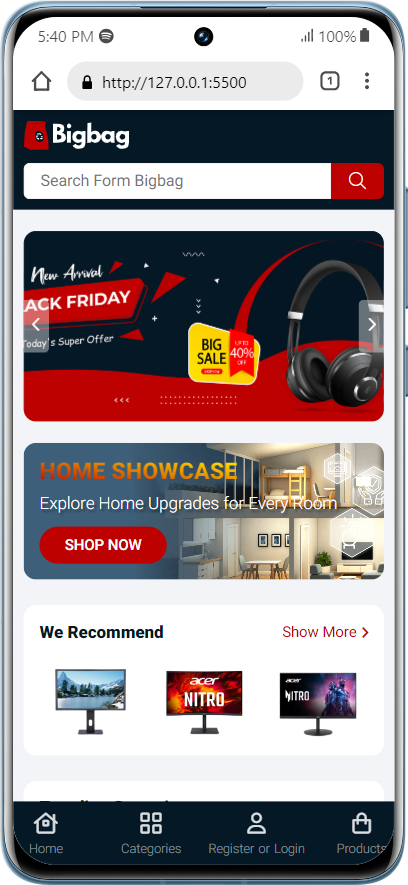 5:40 PM 100%
http://127.0.0.1:5500 1
Bigbag
Search Form Bigbag
New Arrival
ACK FRIDAY
Today's Super Offer
BIG
SALE
UP TO
40%
HOME SHOWCASE
Explore Home Upgrades for Every Room
SHOP NOW
We Recommend Show More
acer
NITRO
acer
NITRO
Home Categories Register or Login Products